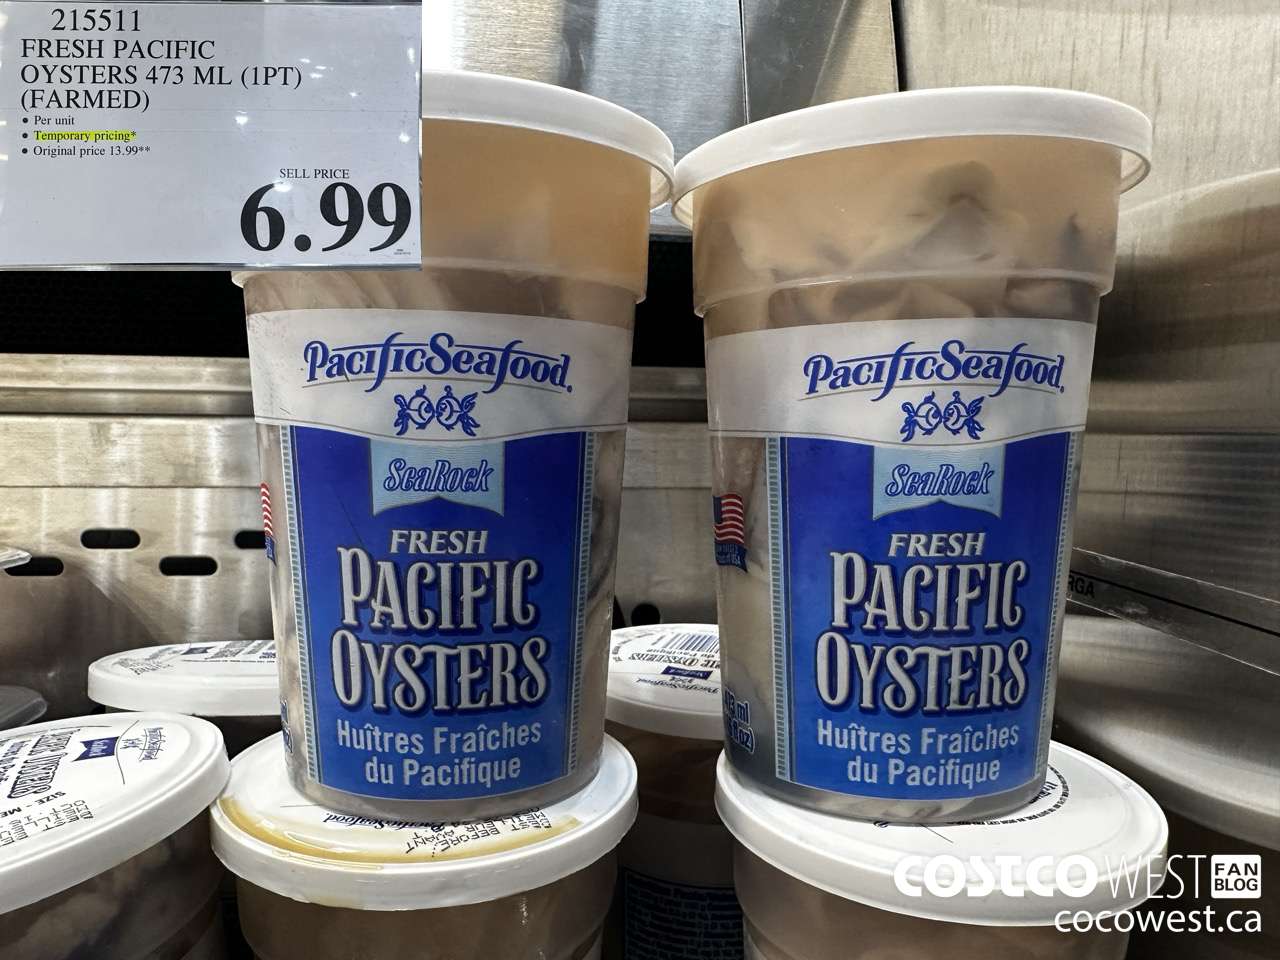 215511
FRESH PACIFIC
OYSTERS 473 ML (1PT)
(FARMED)
• Per unit
• Temporary pricing*
• Original price 13.99**
SELL PRICE
6.99
PacificSeafood
SeaRock
FRESH
PACIFIC
OYSTERS
Huîtres Fraîches
du Pacifique
PacificSeafood
SeaRock
FRESH
PACIFIC
OYSTERS
Huîtres Fraîches
du Pacifique
COSTCO WEST FAN BLOG
cocowest.ca